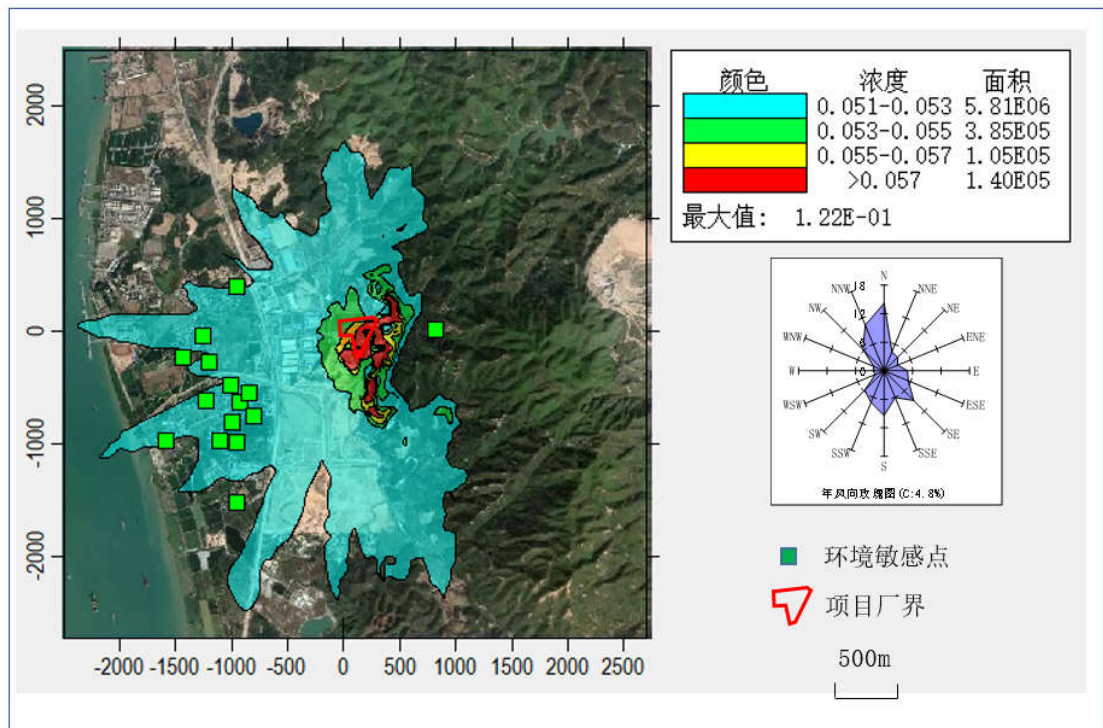 颜色 浓度 面积
0.051-0.053 5.81E06
0.053-0.055 3.85E05
0.055-0.057 1.05E05
>0.057 1.40E05
最大值: 1.22E-01
2000
1000
0
-1000
-2000
-2000 -1500 -1000 -500 0 500 1000 1500 2000 2500
N
NNW 18 NNE
NW 12 NE
WNW 6 ENE
W 0 E
WSW ESE
SW SE
SSW SSE
S
年风向玫瑰图(C:4.8%)
环境敏感点
项目厂界
500m